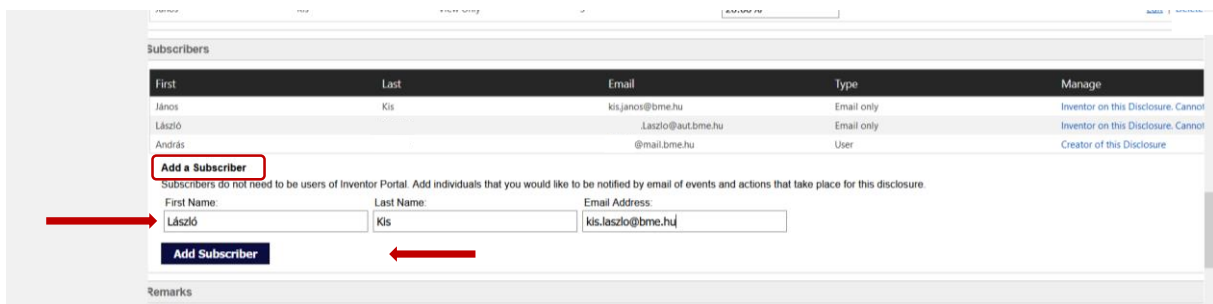 Subscribers
First Last Email Type Manage
János Kis kis.janos@bme.hu Email only Inventor on this Disclosure. Cannot
László .Laszlo@aut.bme.hu Email only Inventor on this Disclosure. Cannot
András @mail.bme.hu User Creator of this Disclosure
Add a Subscriber
Subscribers do not need to be users of Inventor Portal. Add individuals that you would like to be notified by email of events and actions that take place for this disclosure.
First Name: Last Name: Email Address:
László Kis kis.laszlo@bme.hu
Add Subscriber
Remarks